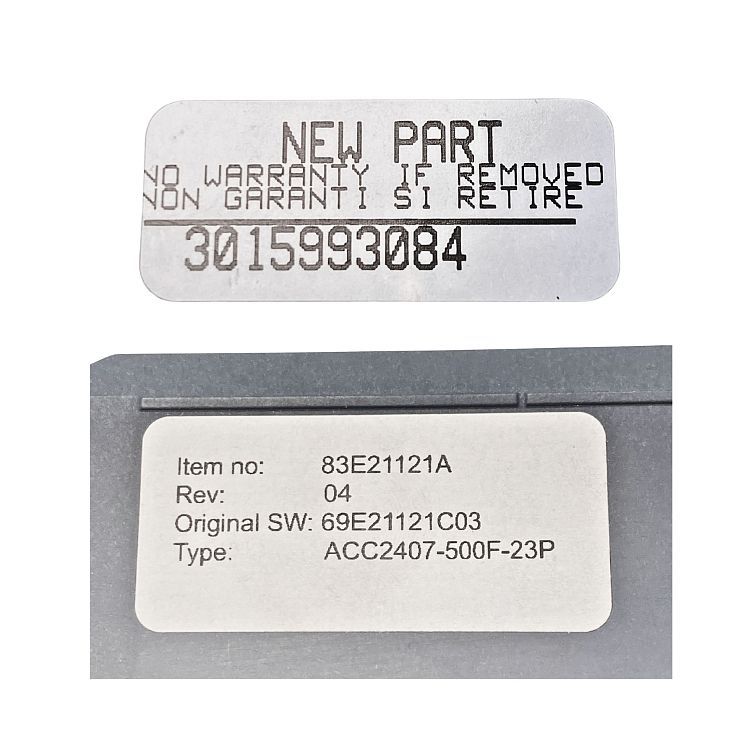 NEW PART
NO WARRANTY IF REMOVED
NON GARANTI SI RETIRE
3015993084
Item no: 83E21121A
Rev: 04
Original SW: 69E21121C03
Type: ACC2407-500F-23P